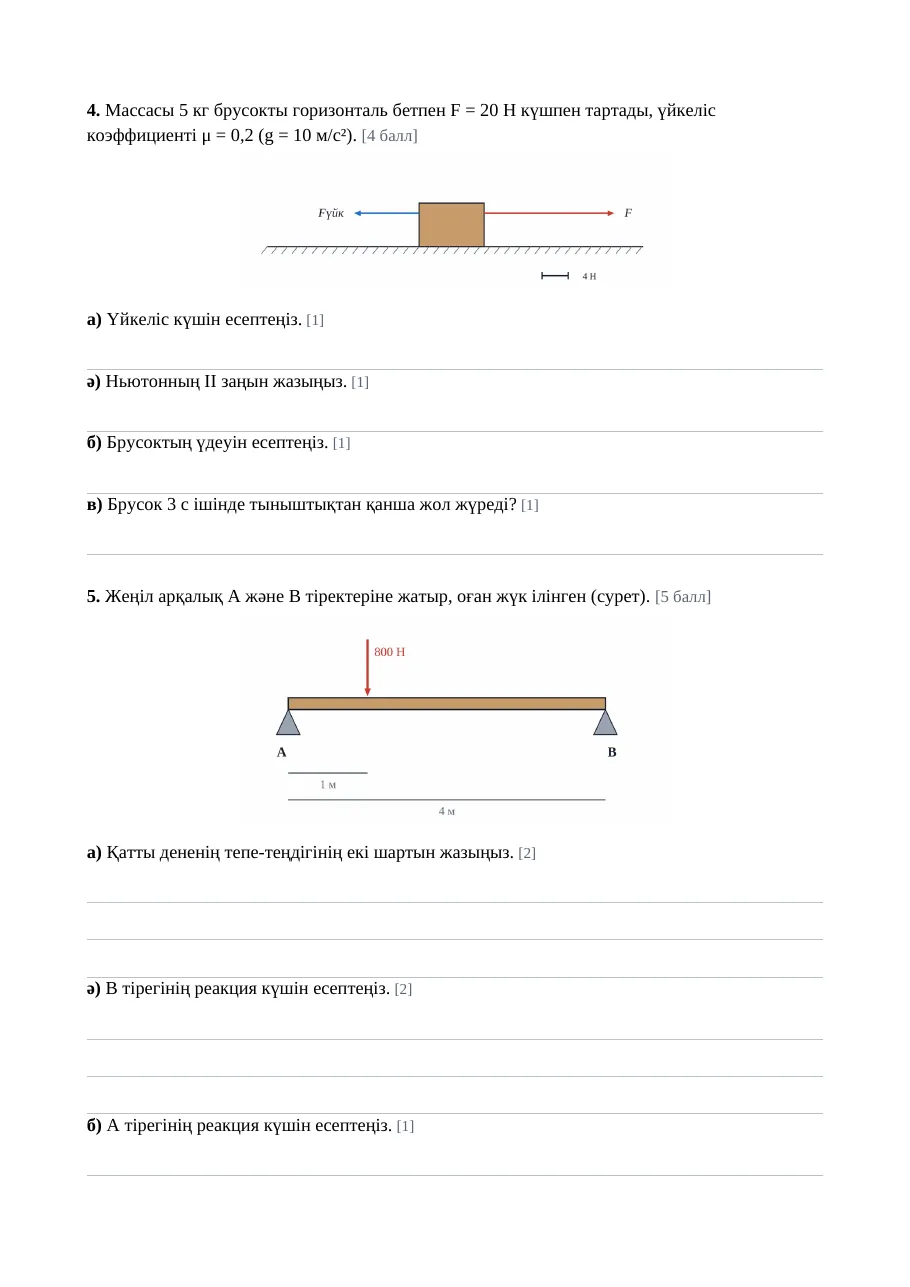 4. Массасы 5 кг брусокты горизонталь бетпен F = 20 Н күшпен тартады, үйкеліс
коэффициенті μ = 0,2 (g = 10 м/с²). [4 балл]
Fүйк
F
4 Н
а) Үйкеліс күшін есептеңіз. [1]
ә) Ньютонның II заңын жазыңыз. [1]
б) Брусоктың үдеуін есептеңіз. [1]
в) Брусок 3 с ішінде тыныштықтан қанша жол жүреді? [1]
5. Жеңіл арқалық А және В тіректеріне жатыр, оған жүк ілінген (сурет). [5 балл]
800 Н
А
В
1 м
4 м
а) Қатты дененің тепе-теңдігінің екі шартын жазыңыз. [2]
ә) В тірегінің реакция күшін есептеңіз. [2]
б) А тірегінің реакция күшін есептеңіз. [1]